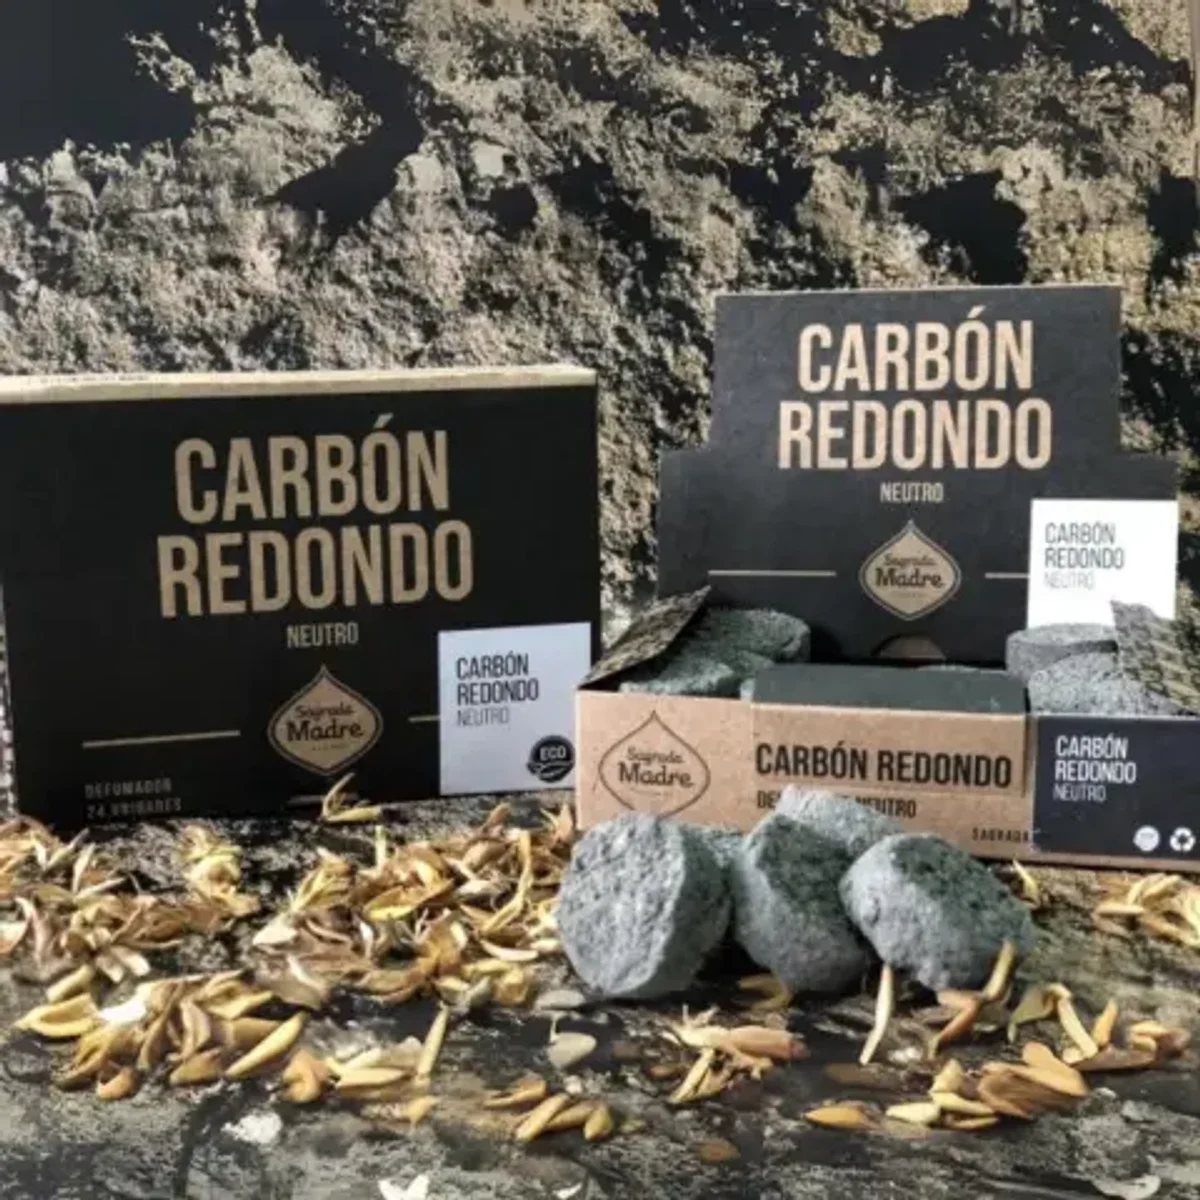 CARBÓN
REDONDO
NEUTRO
Sagrada
Madre
DEFUMADOR
24 UNIDADES
CARBÓN
REDONDO
NEUTRO
ECO
CARBÓN
REDONDO
NEUTRO
Sagrada
Madre
CARBÓN
REDONDO
NEUTRO
Sagrada
Madre
CARBÓN REDONDO
NEUTRO
SAGRADA
CARBÓN
REDONDO
NEUTRO